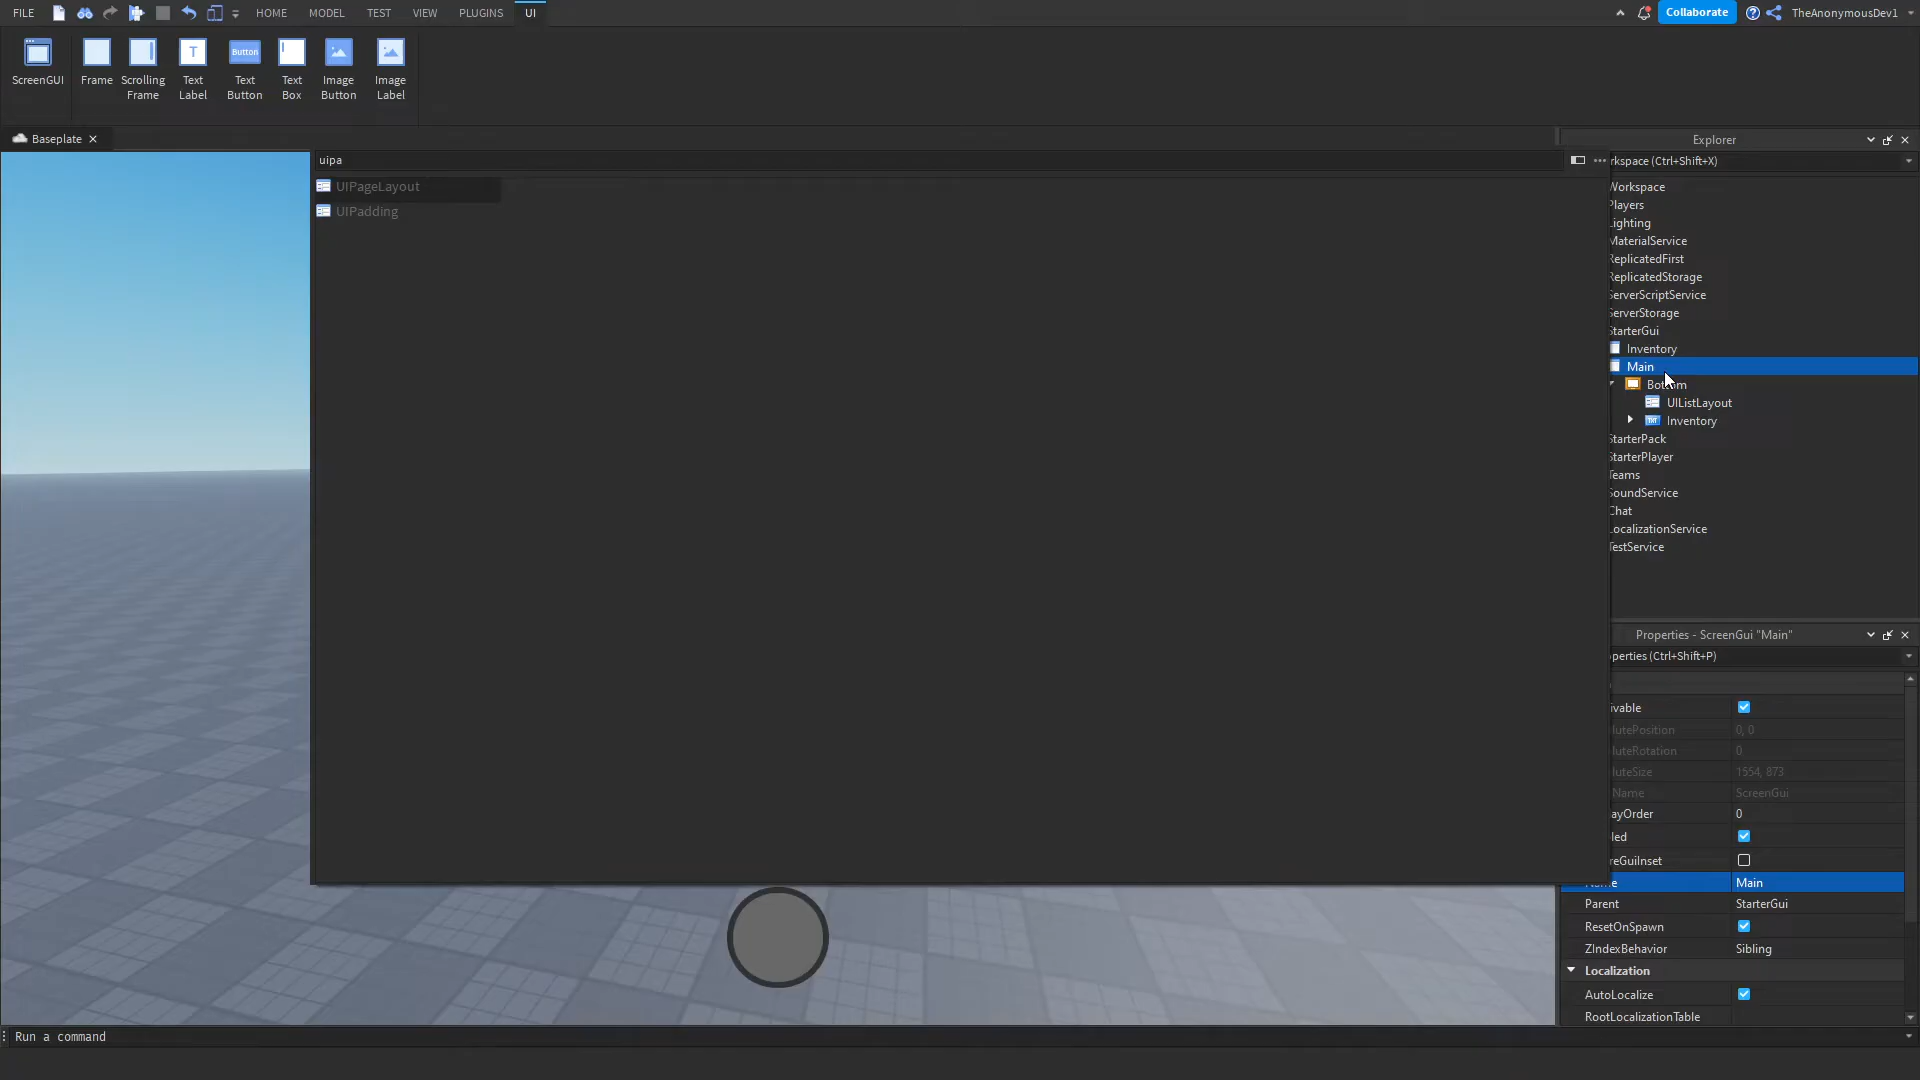 FILE
HOME
MODEL
TEST
VIEW
PLUGINS
UI
Collaborate
TheAnonymousDev1
ScreenGUI
Frame
Scrolling
Frame
T
Text
Label
Button
Text
Button
Text
Box
Image
Button
Image
Label
Baseplate
uipa
UIPageLayout
UIPadding
Explorer
rkspace (Ctrl+Shift+X)
Workspace
Players
Lighting
MaterialService
ReplicatedFirst
ReplicatedStorage
ServerScriptService
ServerStorage
StarterGui
Inventory
Main
Bottom
UIListLayout
Inventory
StarterPack
StarterPlayer
Teams
SoundService
Chat
LocalizationService
TestService
Properties - ScreenGui "Main"
perties (Ctrl+Shift+P)
ivable
lutePosition 0, 0
luteRotation 0
luteSize 1554, 873
Name ScreenGui
ayOrder 0
led
reGuiInset
Name Main
Parent StarterGui
ResetOnSpawn
ZIndexBehavior Sibling
Localization
AutoLocalize
RootLocalizationTable
Run a command